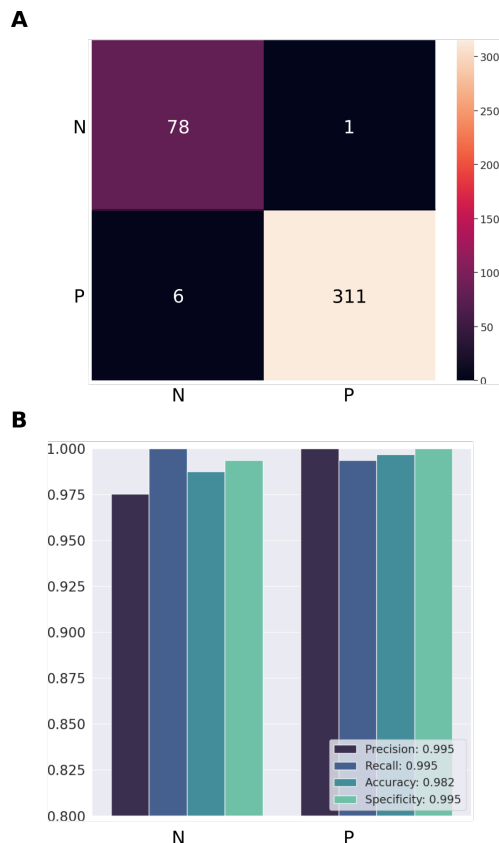 A
N
78
1
P
6
311
N
P
300
250
200
150
100
50
0
B
1.000
0.975
0.950
0.925
0.900
0.875
0.850
0.825
0.800
N
P
Precision: 0.995
Recall: 0.995
Accuracy: 0.982
Specificity: 0.995